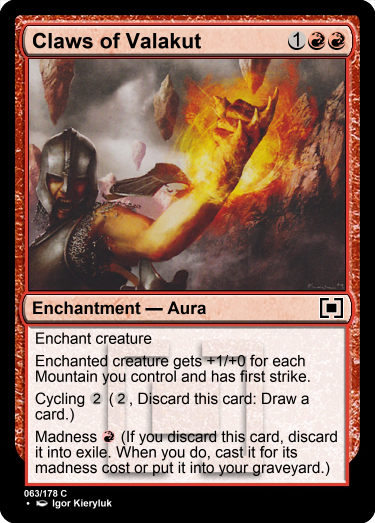 Claws of Valakut 1
Enchantment — Aura
Enchant creature
Enchanted creature gets +1/+0 for each
Mountain you control and has first strike.
Cycling 2 (2, Discard this card: Draw a
card.)
Madness (If you discard this card, discard
it into exile. When you do, cast it for its
madness cost or put it into your graveyard.)
063/178 C
• Igor Kieryluk